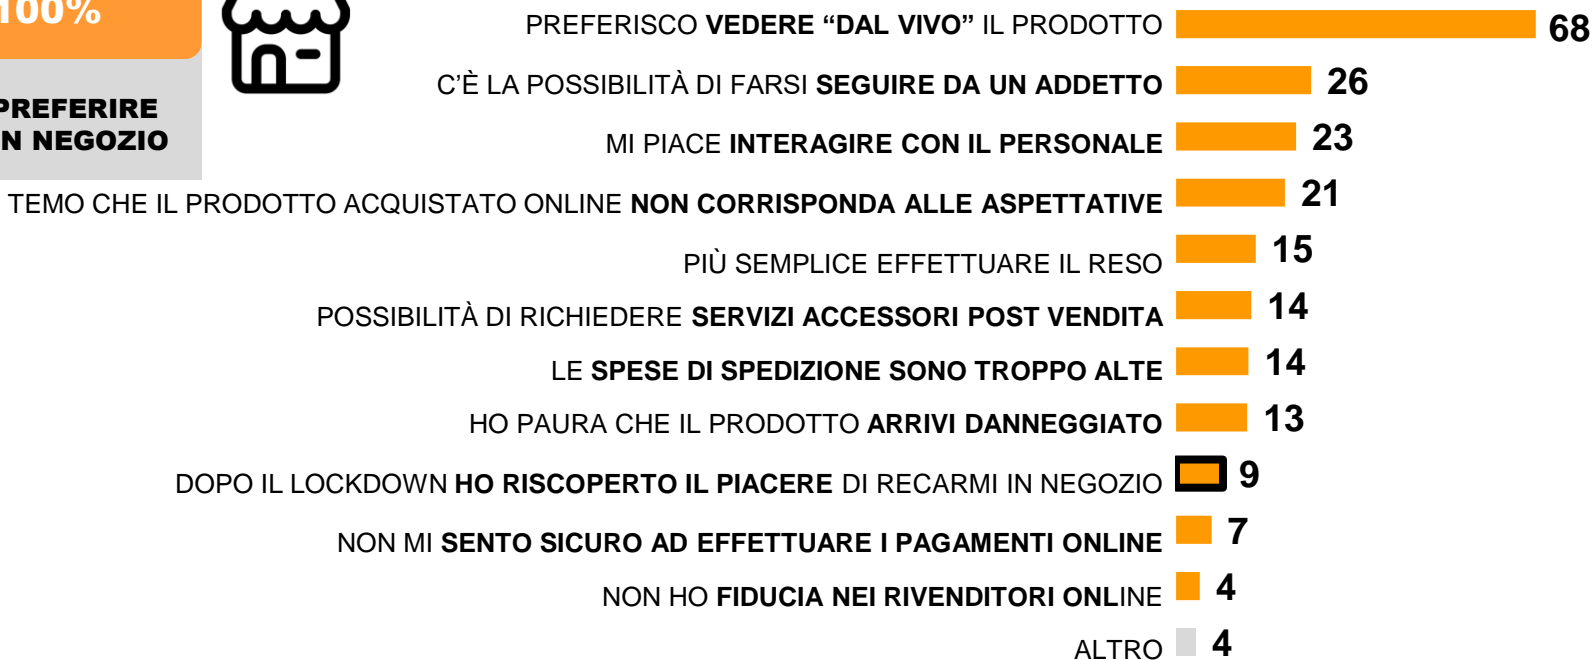 100%
PREFERIRE
IN NEGOZIO
PREFERISCO VEDERE “DAL VIVO” IL PRODOTTO 68
C’È LA POSSIBILITÀ DI FARSI SEGUIRE DA UN ADDETTO 26
MI PIACE INTERAGIRE CON IL PERSONALE 23
TEMO CHE IL PRODOTTO ACQUISTATO ONLINE NON CORRISPONDA ALLE ASPETTATIVE 21
PIÙ SEMPLICE EFFETTUARE IL RESO 15
POSSIBILITÀ DI RICHIEDERE SERVIZI ACCESSORI POST VENDITA 14
LE SPESE DI SPEDIZIONE SONO TROPPO ALTE 14
HO PAURA CHE IL PRODOTTO ARRIVI DANNEGGIATO 13
DOPO IL LOCKDOWN HO RISCOPERTO IL PIACERE DI RECARMI IN NEGOZIO 9
NON MI SENTO SICURO AD EFFETTUARE I PAGAMENTI ONLINE 7
NON HO FIDUCIA NEI RIVENDITORI ONLINE 4
ALTRO 4